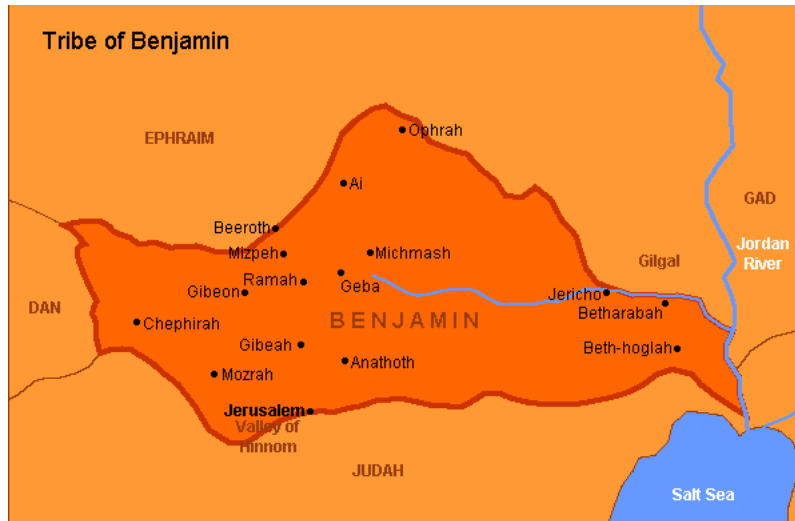 Tribe of Benjamin
EPHRAIM
Ophrah
Ai
GAD
Beeroth
Mizpeh
Michmash
Jordan
River
Gilgal
Ramah
Geba
Gibeon
Jericho
Betharabah
DAN
Chephirah
BENJAMIN
Gibeah
Beth-hoglah
Anathoth
Mozrah
Jerusalem
Valley of
Hinnom
JUDAH
Salt Sea